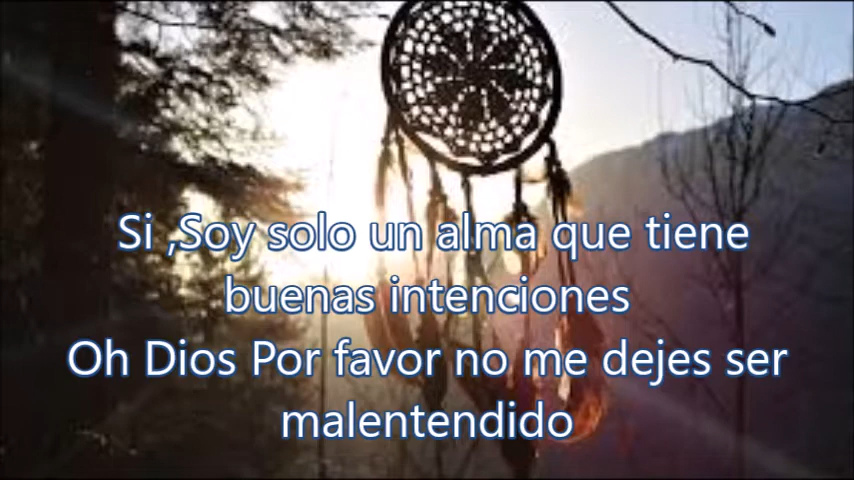 Si ,Soy solo un alma que tiene
buenas intenciones
Oh Dios Por favor no me dejes ser
malentendido